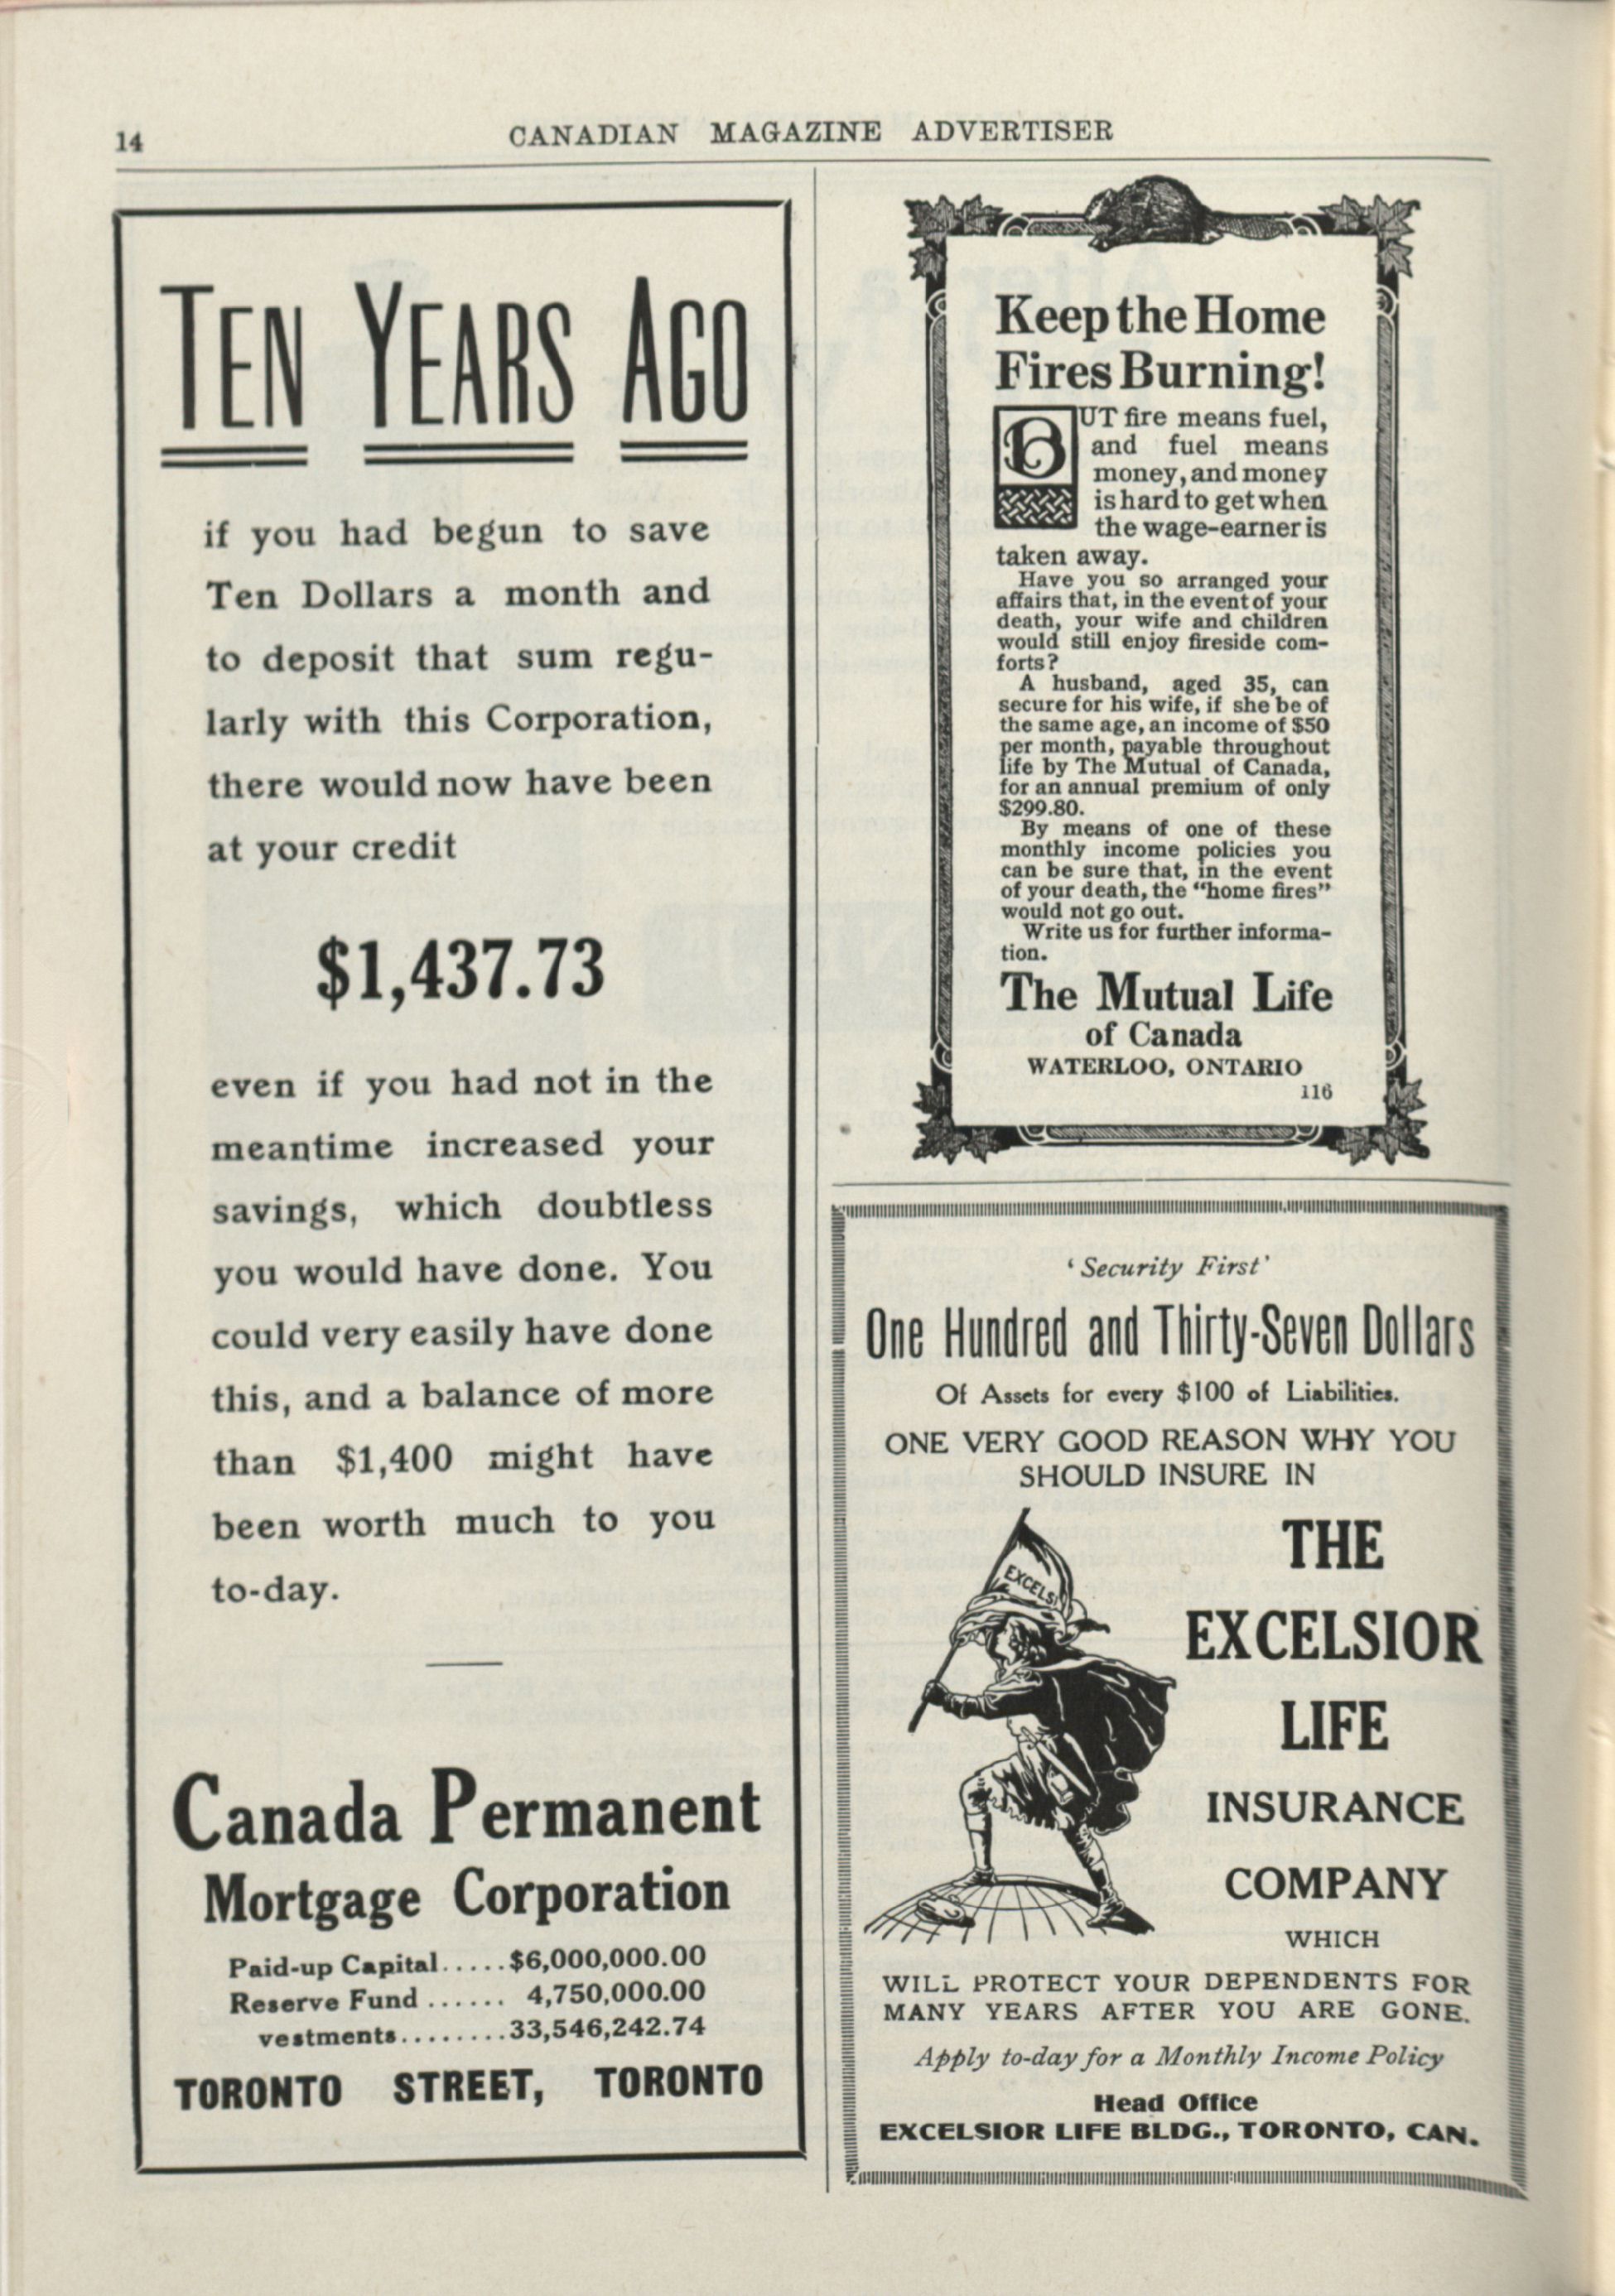 14
CANADIAN MAGAZINE ADVERTISER
TEN YEARS AGO
if you had begun to save
Ten Dollars a month and
to deposit that sum regu-
larly with this Corporation,
there would now have been
at your credit
$1,437.73
even if you had not in the
meantime increased your
savings, which doubtless
you would have done. You
could very easily have done
this, and a balance of more
than $1,400 might have
been worth much to you
to-day.
Canada Permanent
Mortgage Corporation
Paid-up Capital.....$6,000,000.00
Reserve Fund...... 4,750,000.00
vestments........33,546,242.74
TORONTO STREET, TORONTO
Keep the Home
Fires Burning!
BUT fire means fuel,
and fuel means
money, and money
is hard to get when
the wage-earner is
taken away.
Have you so arranged your
affairs that, in the event of your
death, your wife and children
would still enjoy fireside com-
forts?
A husband, aged 35, can
secure for his wife, if she be of
the same age, an income of $50
per month, payable throughout
life by The Mutual of Canada,
for an annual premium of only
$299.80.
By means of one of these
monthly income policies you
can be sure that, in the event
of your death, the "home fires"
would not go out.
Write us for further informa-
tion.
The Mutual Life
of Canada
WATERLOO, ONTARIO
116
'Security First'
One Hundred and Thirty-Seven Dollars
Of Assets for every $100 of Liabilities.
ONE VERY GOOD REASON WHY YOU
SHOULD INSURE IN
EXCELS
THE
EXCELSIOR
LIFE
INSURANCE
COMPANY
WHICH
WILL PROTECT YOUR DEPENDENTS FOR
MANY YEARS AFTER YOU ARE GONE.
Apply to-day for a Monthly Income Policy
Head Office
EXCELSIOR LIFE BLDG., TORONTO, CAN.